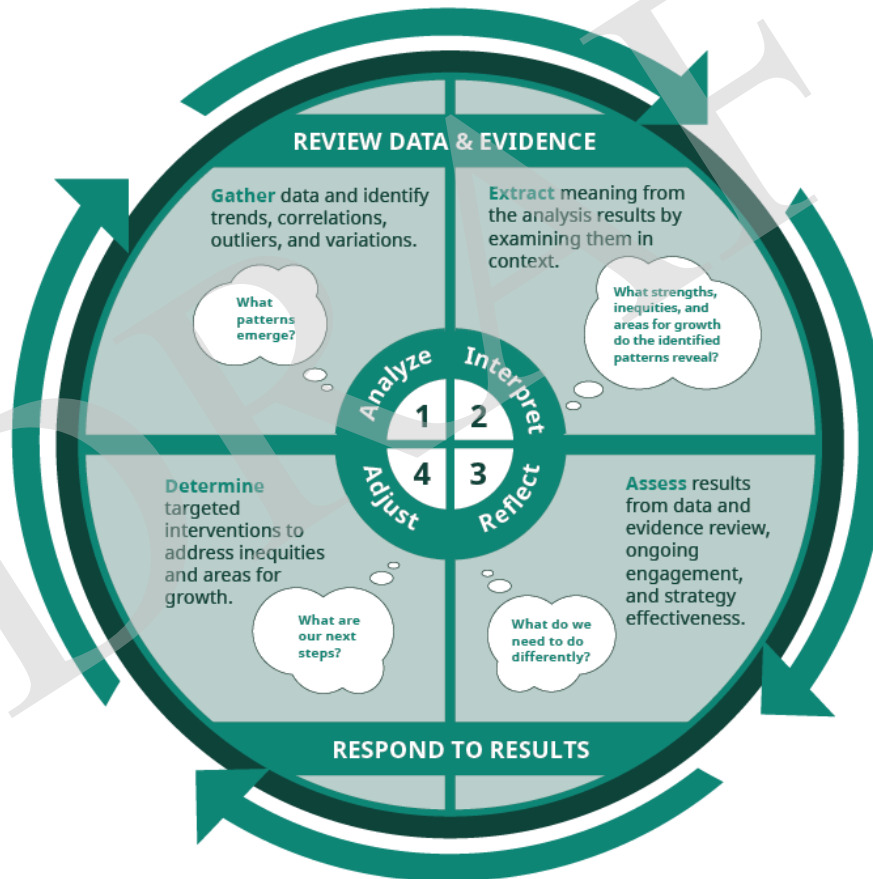 REVIEW DATA & EVIDENCE
Gather data and identify
trends, correlations,
outliers, and variations.
What
patterns
emerge?
Extract meaning from
the analysis results by
examining them in
context.
What strengths,
inequities, and
areas for growth
do the identified
patterns reveal?
Analyze
Interpret
1
2
4
3
Adjust
Reflect
Determine
targeted
interventions to
address inequities
and areas for
growth.
What are
our next
steps?
Assess results
from data and
evidence review,
ongoing
engagement,
and strategy
effectiveness.
What do we
need to do
differently?
RESPOND TO RESULTS
DRAF